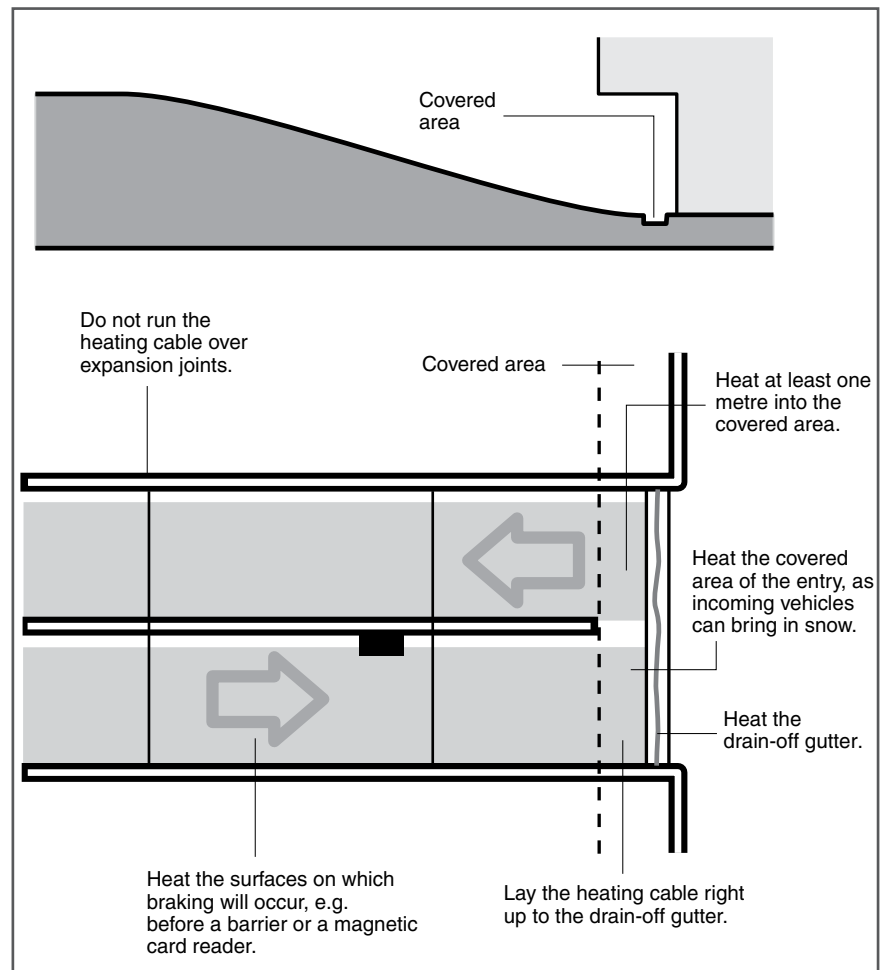 Covered
area
Do not run the
heating cable over
expansion joints.
Covered area
Heat at least one
metre into the
covered area.
Heat the covered
area of the entry, as
incoming vehicles
can bring in snow.
Heat the
drain-off gutter.
Heat the surfaces on which
braking will occur, e.g.
before a barrier or a magnetic
card reader.
Lay the heating cable right
up to the drain-off gutter.